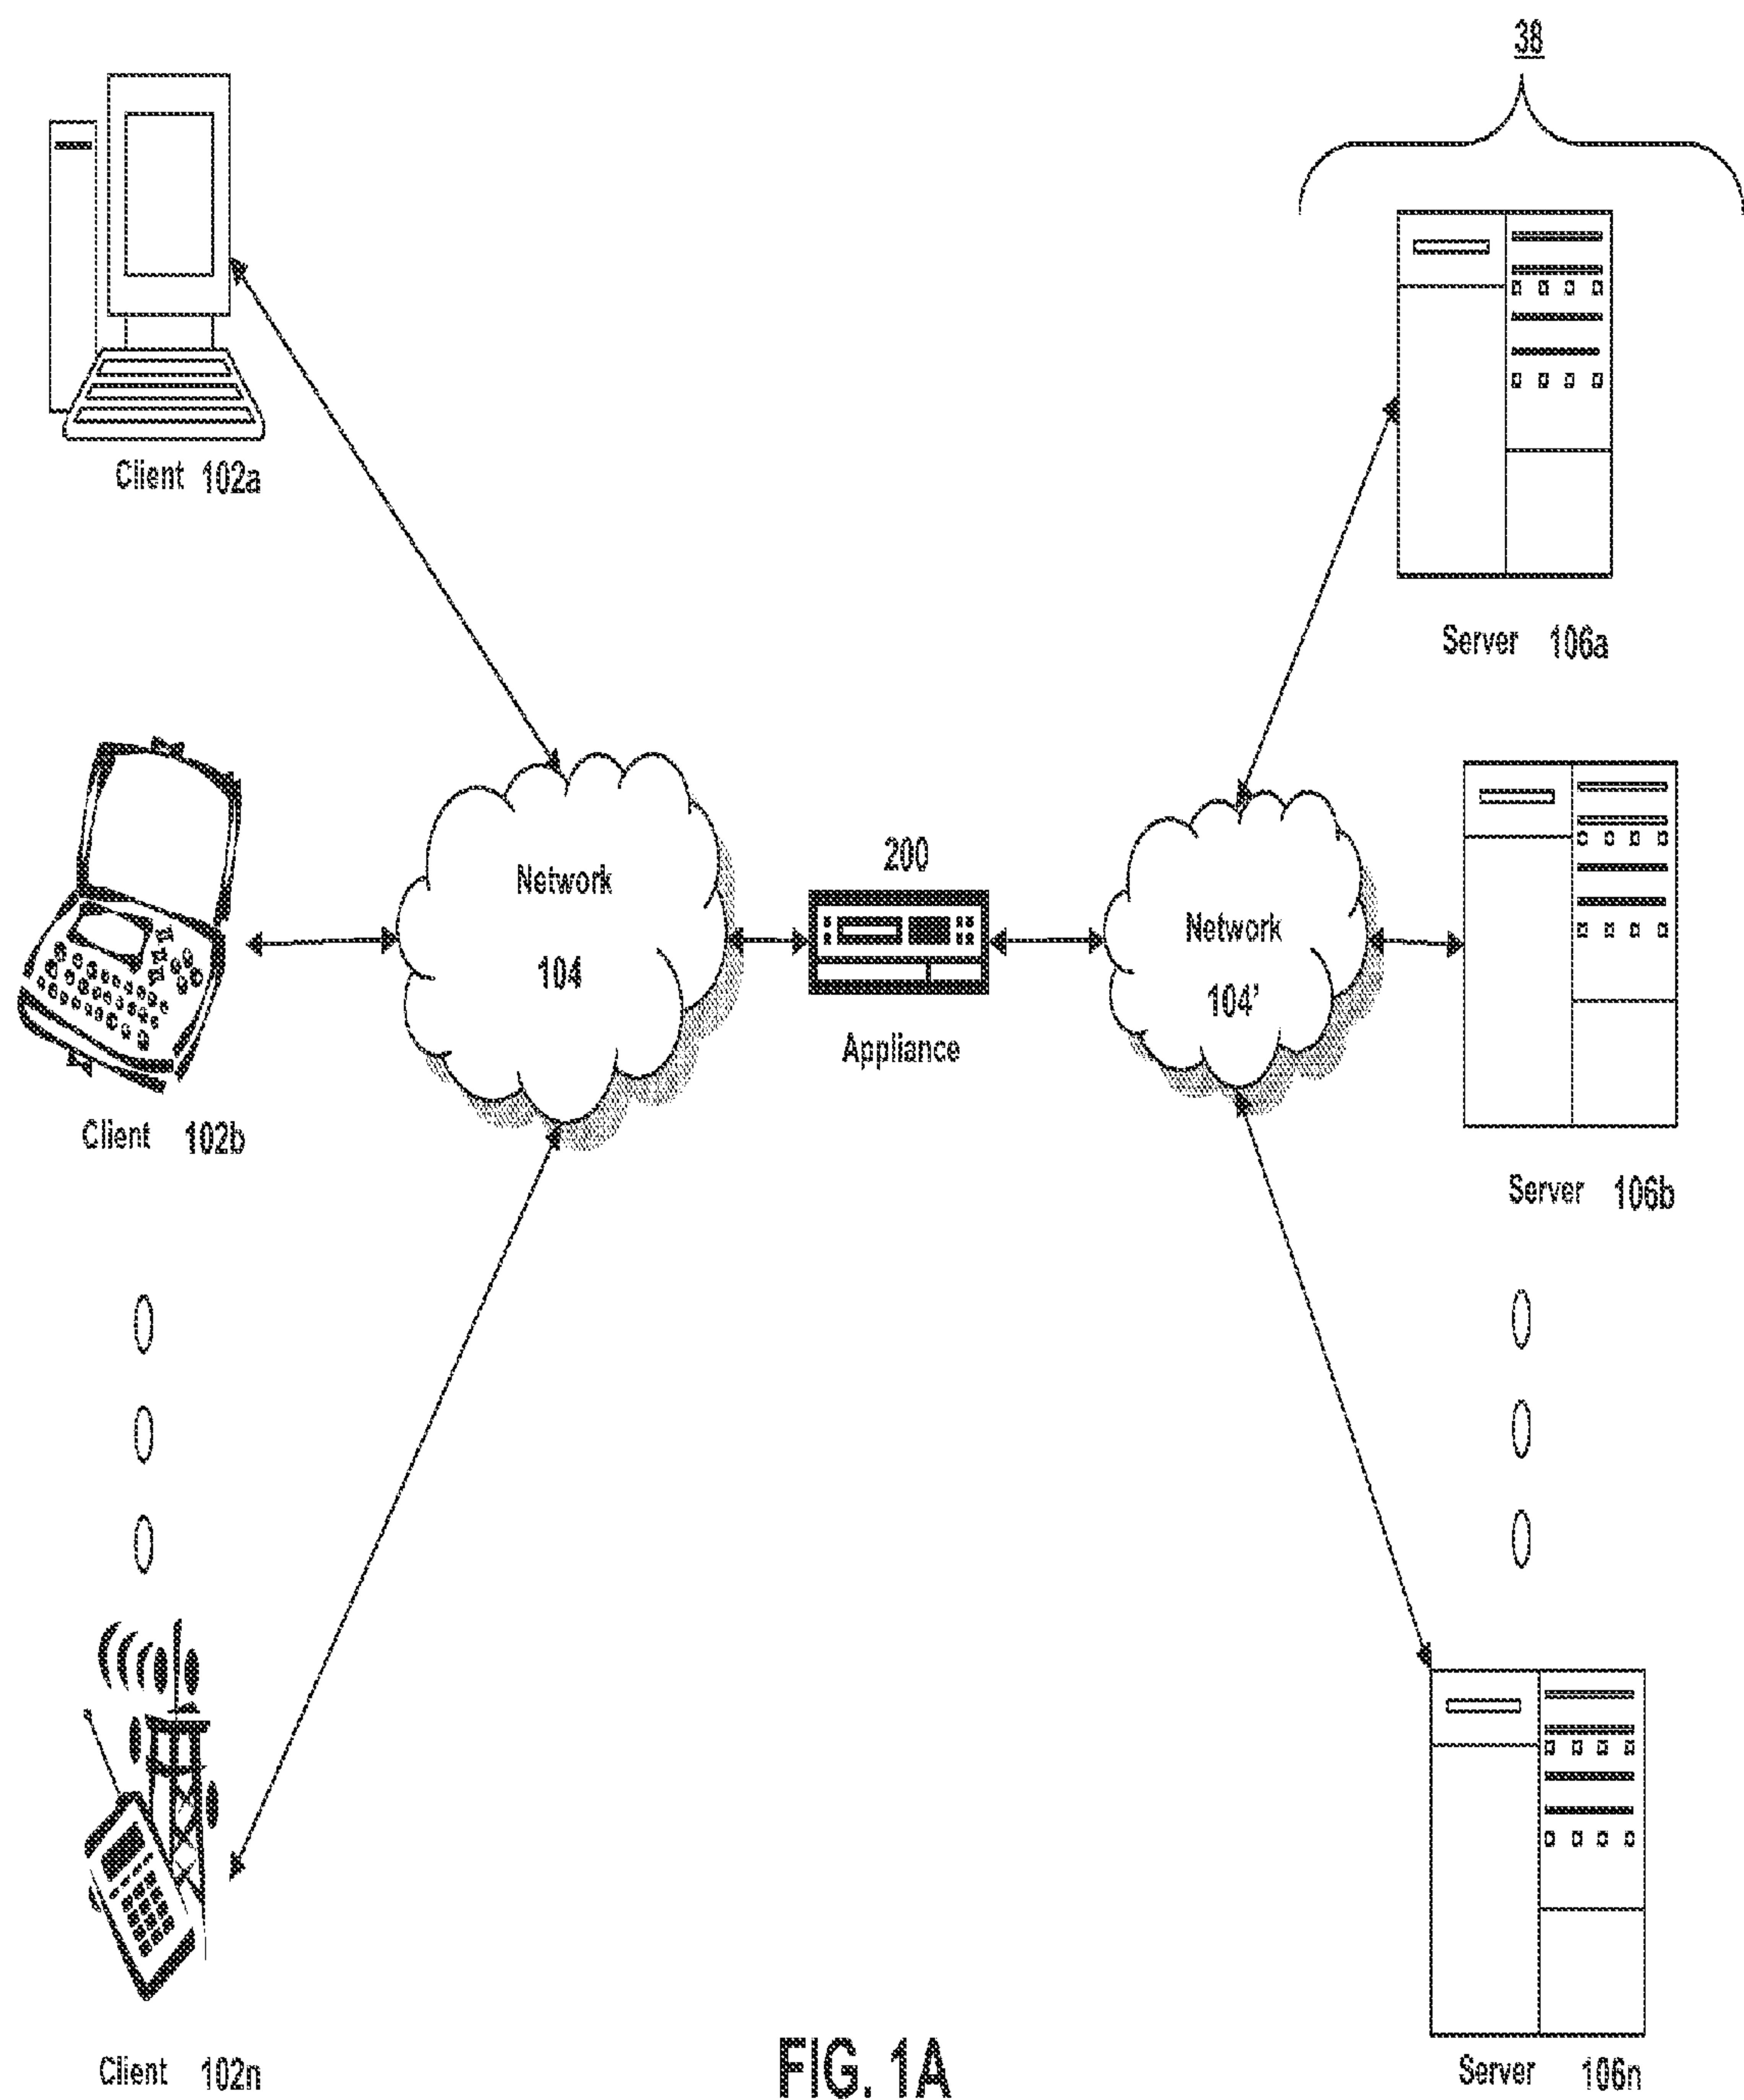 38
Client 102a
Server 106a
Network
104
200
Appliance
Network
104'
Client 102b
Server 106b
Client 102n
Server 106n
FIG. 1A